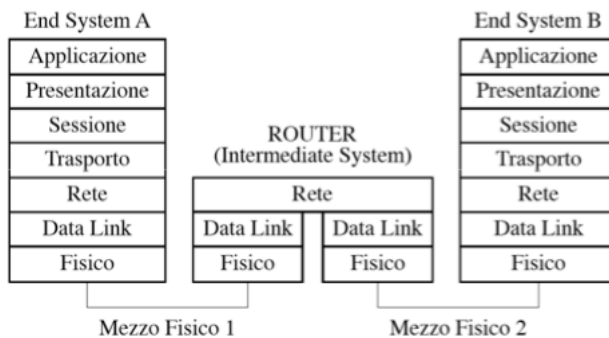 End System A
Applicazione
Presentazione
Sessione
Trasporto
Rete
Data Link
Fisico
ROUTER
(Intermediate System)
Rete
Data Link
Data Link
Fisico
Fisico
End System B
Applicazione
Presentazione
Sessione
Trasporto
Rete
Data Link
Fisico
Mezzo Fisico 1
Mezzo Fisico 2